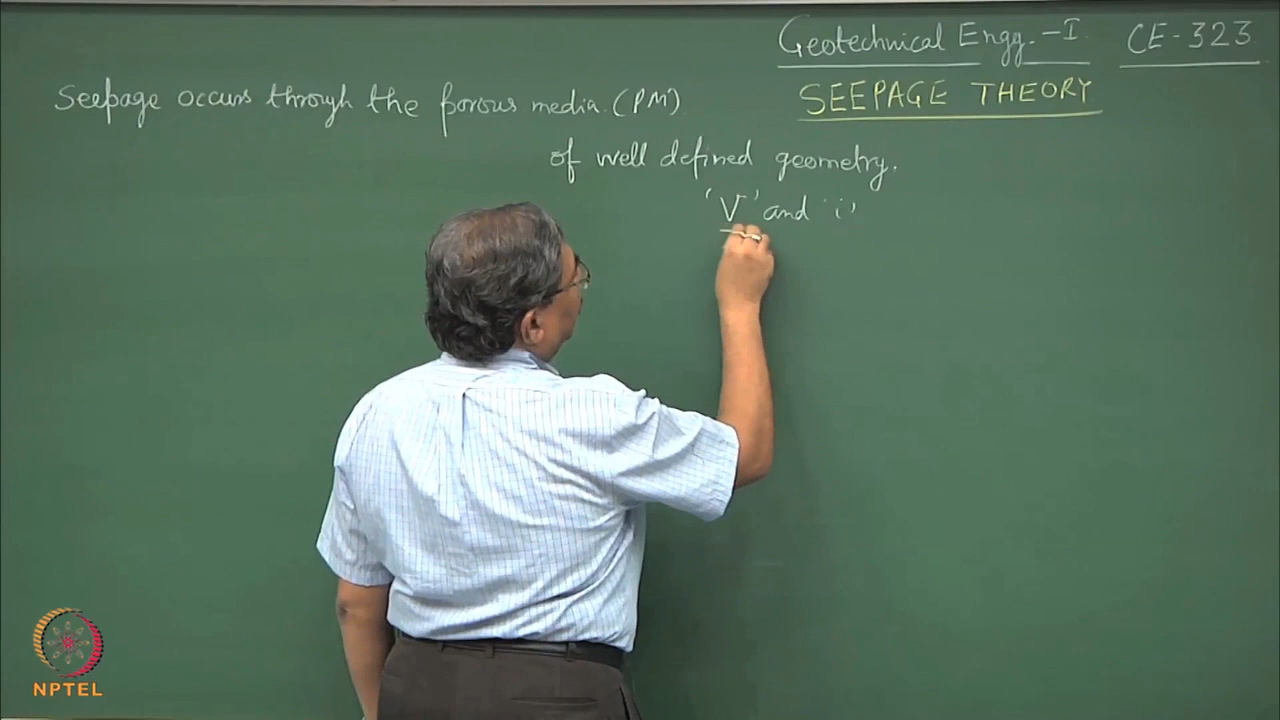 Geotechnical Engg.-I CE-323
SEEPAGE THEORY
Seepage occurs through the porous media. (PM)
of well defined geometry.
'V' and 'i'
NPTEL